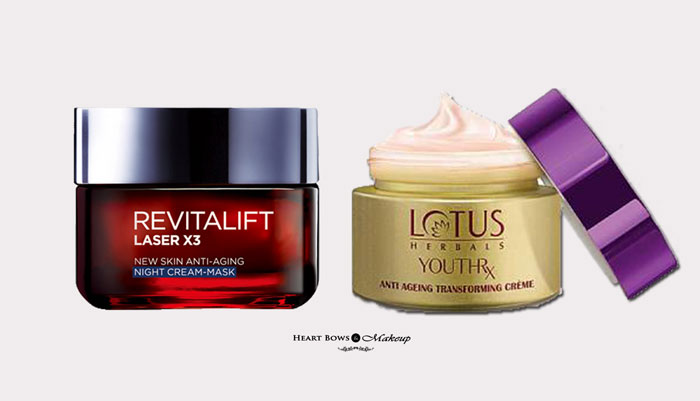 REVITALIFT
LASER X3
NEW SKIN ANTI-AGING
NIGHT CREAM-MASK
LOTUS
HERBALS
YOUTHRx
ANTI AGEING TRANSFORMING CRÈME
HEART BOWS & Makeup